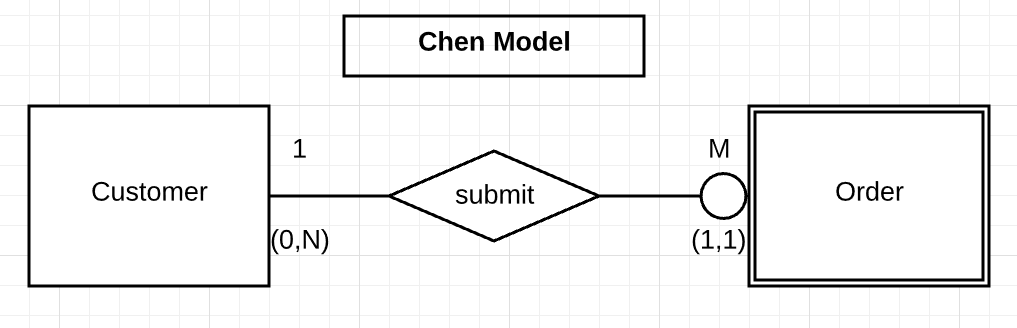 Chen Model
1
M
Customer
submit
Order
(0,N)
(1,1)